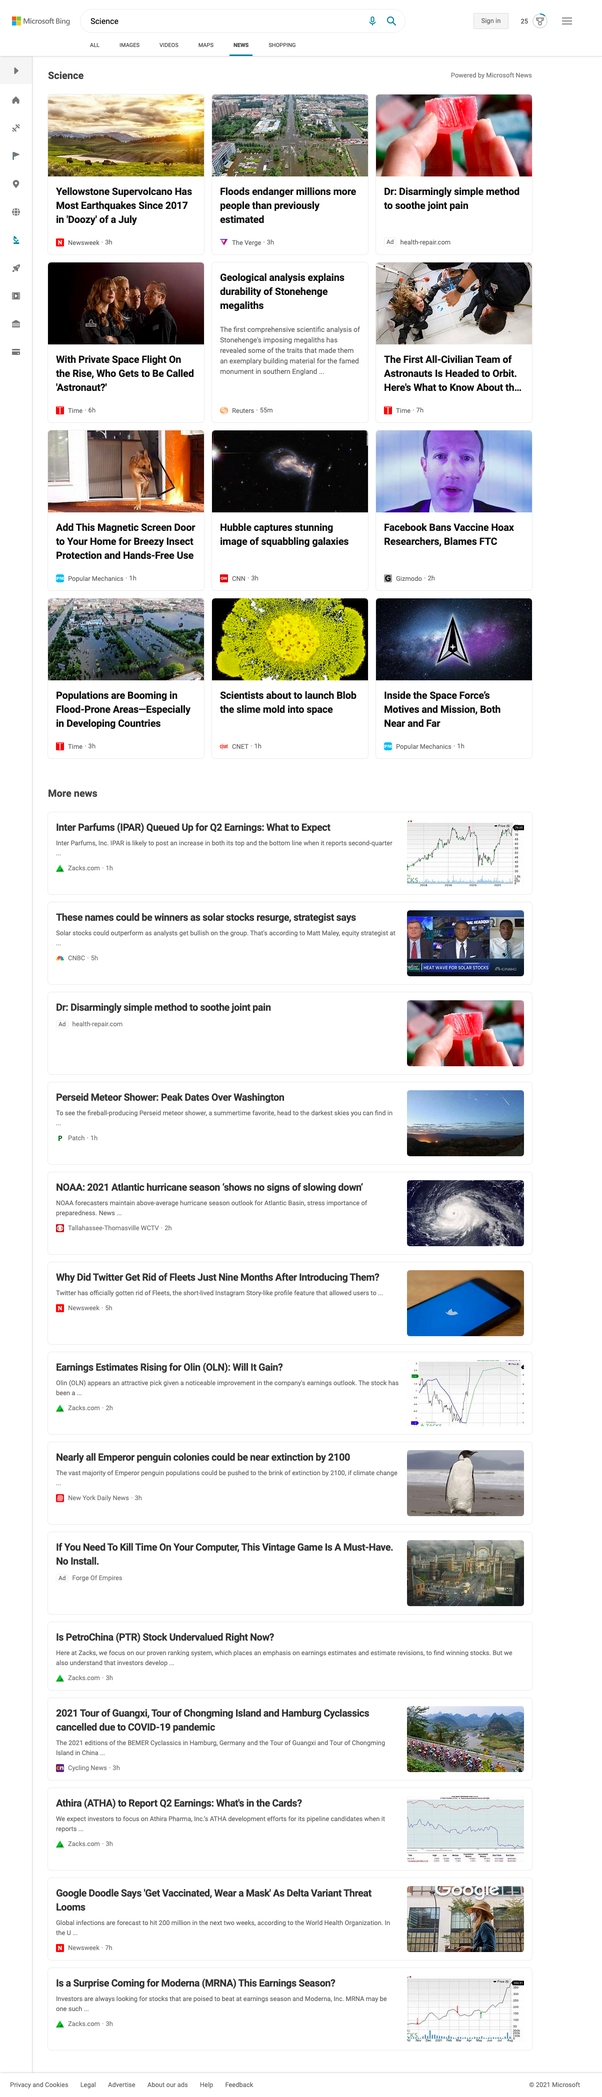 Microsoft Bing
Science
Sign in
25
ALL
IMAGES
VIDEOS
MAPS
NEWS
SHOPPING
Science
Powered by Microsoft News
Yellowstone Supervolcano Has
Most Earthquakes Since 2017
in 'Doozy' of a July
Newsweek · 3h
Floods endanger millions more
people than previously
estimated
The Verge · 3h
Dr: Disarmingly simple method
to soothe joint pain
Ad health-repair.com
With Private Space Flight On
the Rise, Who Gets to Be Called
'Astronaut?'
Time · 6h
Geological analysis explains
durability of Stonehenge
megaliths
The first comprehensive scientific analysis of
Stonehenge's imposing megaliths has
revealed some of the traits that made them
an exemplary building material for the famed
monument in southern England ...
Reuters · 55m
The First All-Civilian Team of
Astronauts Is Headed to Orbit.
Here's What to Know About th...
Time · 7h
Add This Magnetic Screen Door
to Your Home for Breezy Insect
Protection and Hands-Free Use
Popular Mechanics · 1h
Hubble captures stunning
image of squabbling galaxies
CNN · 3h
Facebook Bans Vaccine Hoax
Researchers, Blames FTC
Gizmodo · 2h
Populations are Booming in
Flood-Prone Areas—Especially
in Developing Countries
Time · 3h
Scientists about to launch Blob
the slime mold into space
CNET · 1h
Inside the Space Force's
Motives and Mission, Both
Near and Far
Popular Mechanics · 1h
More news
Inter Parfums (IPAR) Queued Up for Q2 Earnings: What to Expect
Inter Parfums, Inc. IPAR is likely to post an increase in both its top and the bottom line when it reports second-quarter
...
Zacks.com · 1h
These names could be winners as solar stocks resurge, strategist says
Solar stocks could outperform as analysts get bullish on the group. That's according to Matt Maley, equity strategist at
...
CNBC · 5h
HEAT WAVE FOR SOLAR STOCKS
Dr: Disarmingly simple method to soothe joint pain
Ad health-repair.com
Perseid Meteor Shower: Peak Dates Over Washington
To see the fireball-producing Perseid meteor shower, a summertime favorite, head to the darkest skies you can find in
...
Patch · 1h
NOAA: 2021 Atlantic hurricane season 'shows no signs of slowing down'
NOAA forecasters maintain above-average hurricane season outlook for Atlantic Basin, stress importance of
preparedness. News ...
Tallahassee-Thomasville WCTV · 2h
Why Did Twitter Get Rid of Fleets Just Nine Months After Introducing Them?
Twitter has officially gotten rid of Fleets, the short-lived Instagram Story-like profile feature that allowed users to ...
Newsweek · 5h
Earnings Estimates Rising for Olin (OLN): Will It Gain?
Olin (OLN) appears an attractive pick given a noticeable improvement in the company's earnings outlook. The stock has
been a ...
Zacks.com · 2h
Nearly all Emperor penguin colonies could be near extinction by 2100
The vast majority of Emperor penguin populations could be pushed to the brink of extinction by 2100, if climate change
...
New York Daily News · 3h
If You Need To Kill Time On Your Computer, This Vintage Game Is A Must-Have.
No Install.
Ad Forge Of Empires
Is PetroChina (PTR) Stock Undervalued Right Now?
Here at Zacks, we focus on our proven ranking system, which places an emphasis on earnings estimates and estimate revisions, to find winning stocks. But we
also understand that investors develop ...
Zacks.com · 3h
2021 Tour of Guangxi, Tour of Chongming Island and Hamburg Cyclassics
cancelled due to COVID-19 pandemic
The 2021 editions of the BEMER Cyclassics in Hamburg, Germany and the Tour of Guangxi and Tour of Chongming
Island in China ...
Cycling News · 3h
Athira (ATHA) to Report Q2 Earnings: What's in the Cards?
We expect investors to focus on Athira Pharma, Inc.'s ATHA development efforts for its pipeline candidates when it
reports ...
Zacks.com · 3h
Google Doodle Says 'Get Vaccinated, Wear a Mask' As Delta Variant Threat
Looms
Global infections are forecast to hit 200 million in the next two weeks, according to the World Health Organization. In
the U ...
Newsweek · 7h
Google
Is a Surprise Coming for Moderna (MRNA) This Earnings Season?
Investors are always looking for stocks that are poised to beat at earnings season and Moderna, Inc. MRNA may be
one such ...
Zacks.com · 3h
Privacy and Cookies
Legal
Advertise
About our ads
Help
Feedback
© 2021 Microsoft